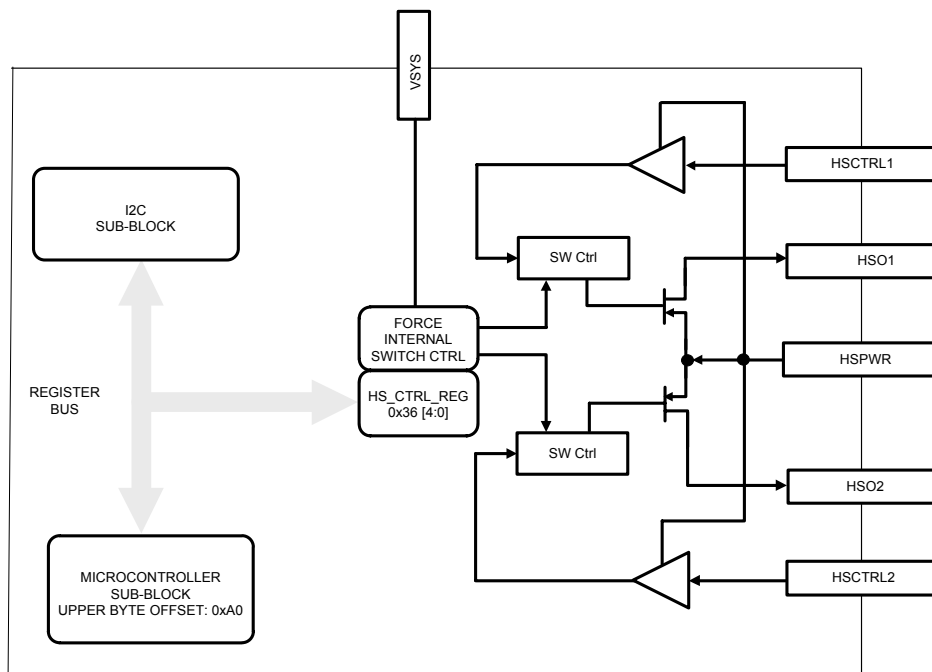 VSYS
HSCTRL1
I2C
SUB-BLOCK
SW Ctrl
HSO1
FORCE
INTERNAL
SWITCH CTRL
HSPWR
REGISTER
BUS
HS_CTRL_REG
0x36 [4:0]
SW Ctrl
HSO2
MICROCONTROLLER
SUB-BLOCK
UPPER BYTE OFFSET: 0xA0
HSCTRL2